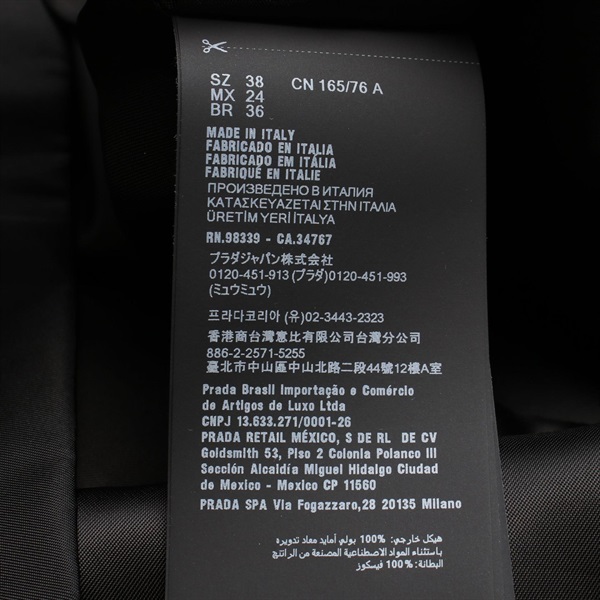 SZ 38 CN 165/76 A
MX 24
BR 36
MADE IN ITALY
FABRICADO EN ITALIA
FABRICADO EM ITÁLIA
FABRIQUÉ EN ITALIE
ПРОИЗВЕДЕНО В ИТАЛИЯ
ΚΑΤΑΣΚΕΥΑΖΕΤΑΙ ΣΤΗΝ ΙΤΑΛΙΑ
ÜRETİM YERİ İTALYA
RN.98339 - CA.34767
プラダジャパン株式会社
0120-451-913 (プラダ)0120-451-993
(ミュウミュウ)
프라다코리아 (유)02-3443-2323
香港商台灣恵比有限公司台灣分公司
886-2-2571-5255
臺北市中山區中山北路二段44號12樓A室
Prada Brasil Importação e Comércio
de Artigos de Luxo Ltda
CNPJ 13.633.271/0001-26
PRADA RETAIL MÉXICO, S DE RL DE CV
Goldsmith 53, Piso 2 Colonia Polanco III
Sección Alcaldía Miguel Hidalgo Ciudad
de Mexico - Mexico CP 11560
PRADA SPA Via Fogazzaro,28 20135 Milano
هيكل خارجي: 100% بولي أمايد معاد تدويره
باستثناء المواد الاصطناعية المصنعة من الراتنج
البطانة: 100% فيسكوز